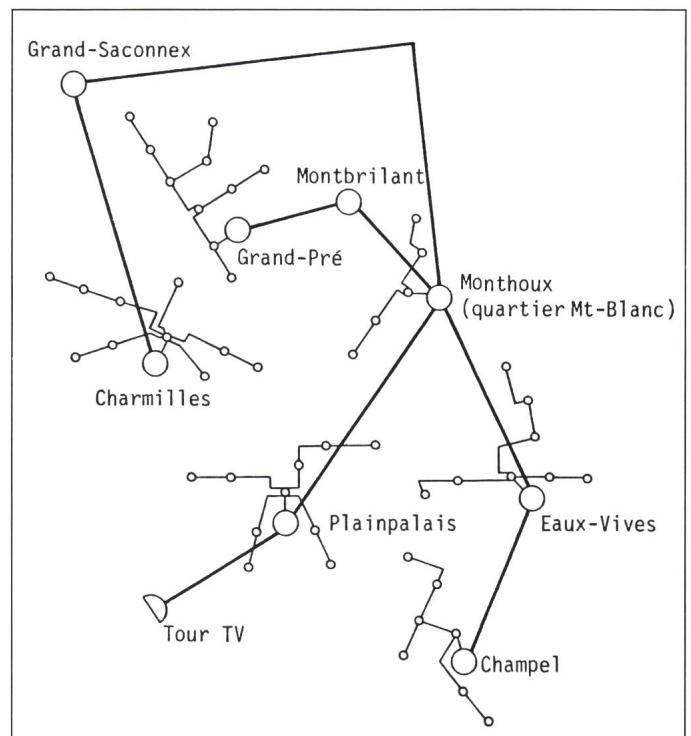 Grand-Saconnex
Montbrilant
Grand-Pré
Monthoux
(quartier Mt-Blanc)
Charmilles
Plainpalais
Eaux-Vives
Tour TV
Champel